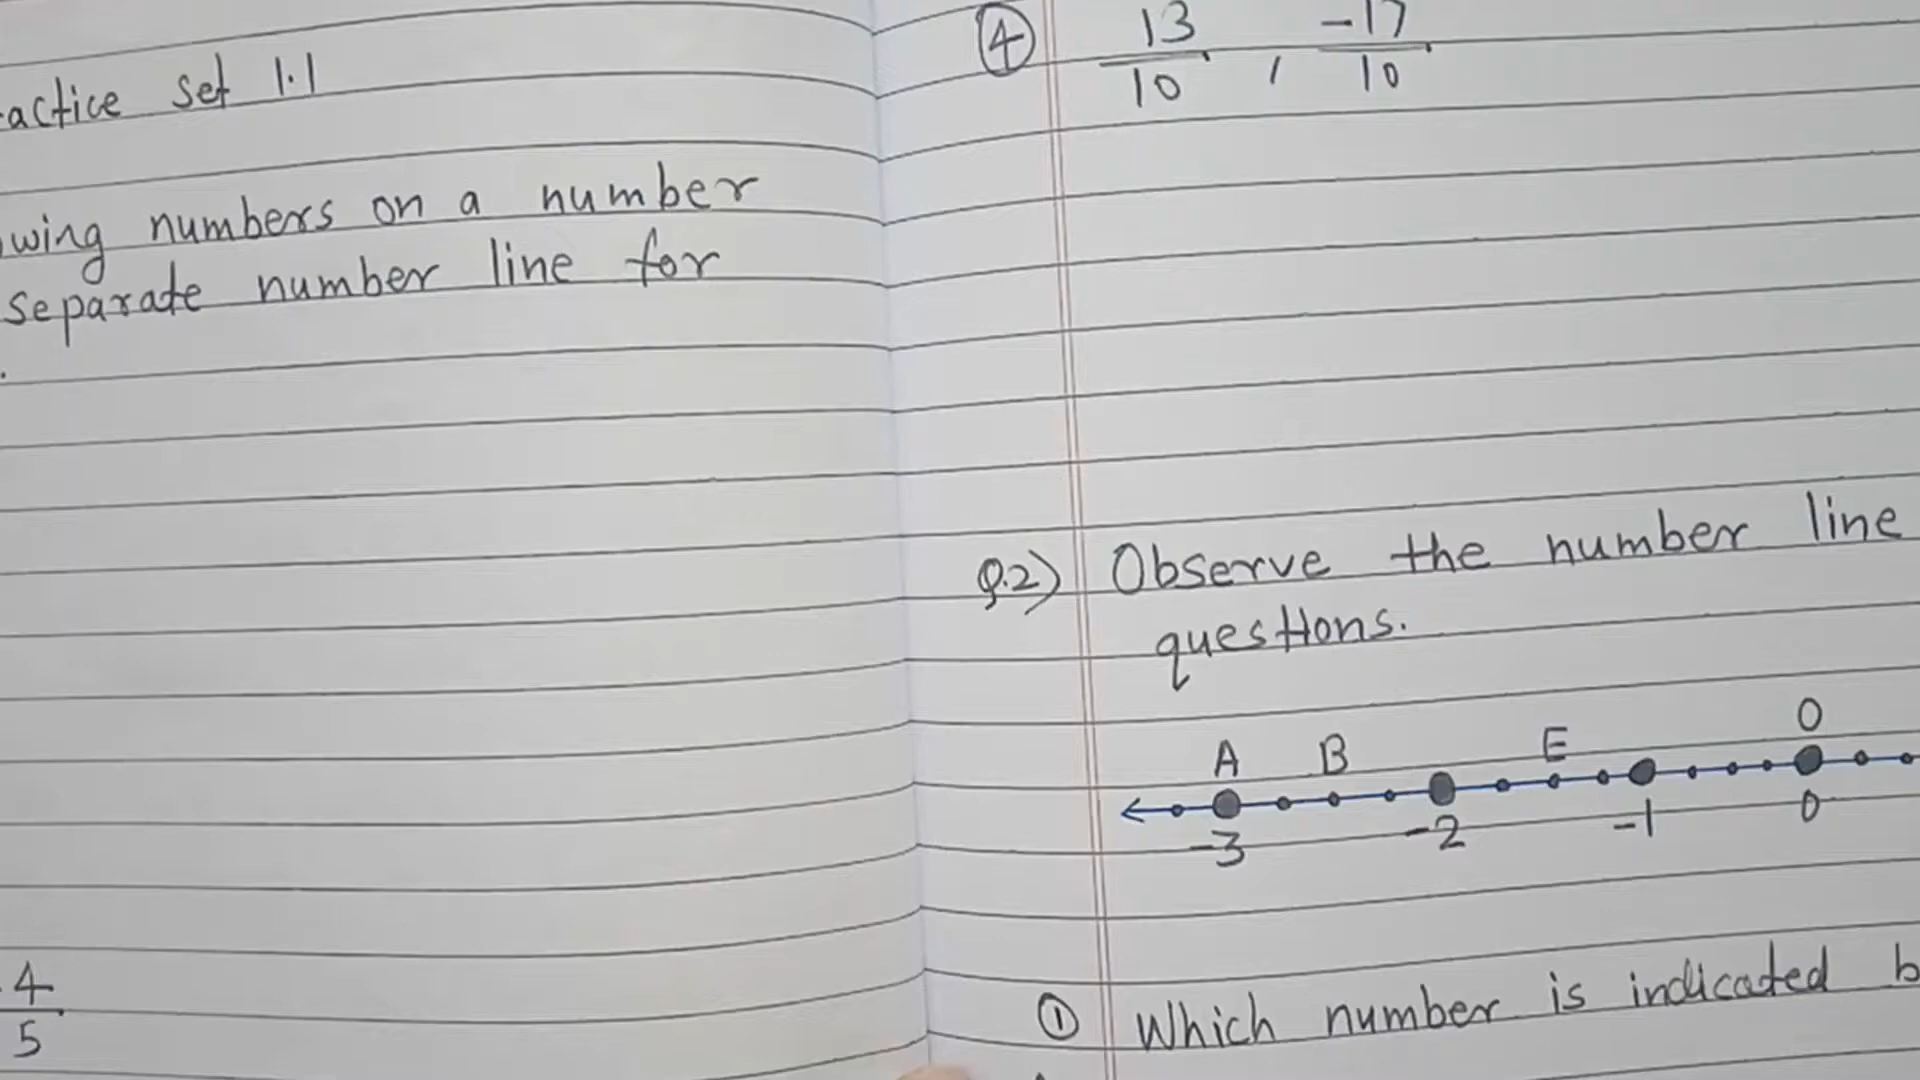 actice set 1.1
wing numbers on a number
separate number line for
.
4
5
④ 13/10 , -17/10
Q.2) Observe the number line
questions.
A B E O
-3 -2 -1 0
① Which number is indicated b